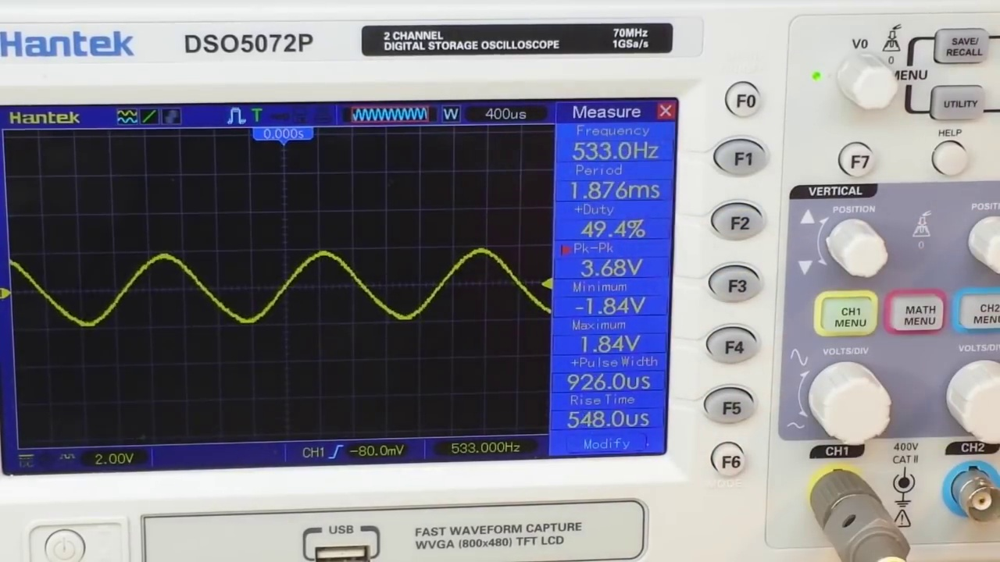 Hantek
DSO5072P
2 CHANNEL
DIGITAL STORAGE OSCILLOSCOPE
70MHz
1GSa/s
Hantek
T
W
400us
0.000s
Measure
Frequency
533.0Hz
Period
1.876ms
+Duty
49.4%
Pk-Pk
3.68V
Minimum
-1.84V
Maximum
1.84V
+Pulse Width
926.0us
Rise Time
548.0us
Modify
2.00V
CH1
-80.0mV
533.000Hz
F0
F1
F2
F3
F4
F5
F6
MODE
F7
V0
0
MENU
SAVE/
RECALL
UTILITY
HELP
VERTICAL
POSITION
0
POSITI
CH1
MENU
MATH
MENU
CH2
MENU
VOLTS/DIV
VOLTS/DIV
CH1
400V
CAT II
CH2
USB
FAST WAVEFORM CAPTURE
WVGA (800x480) TFT LCD